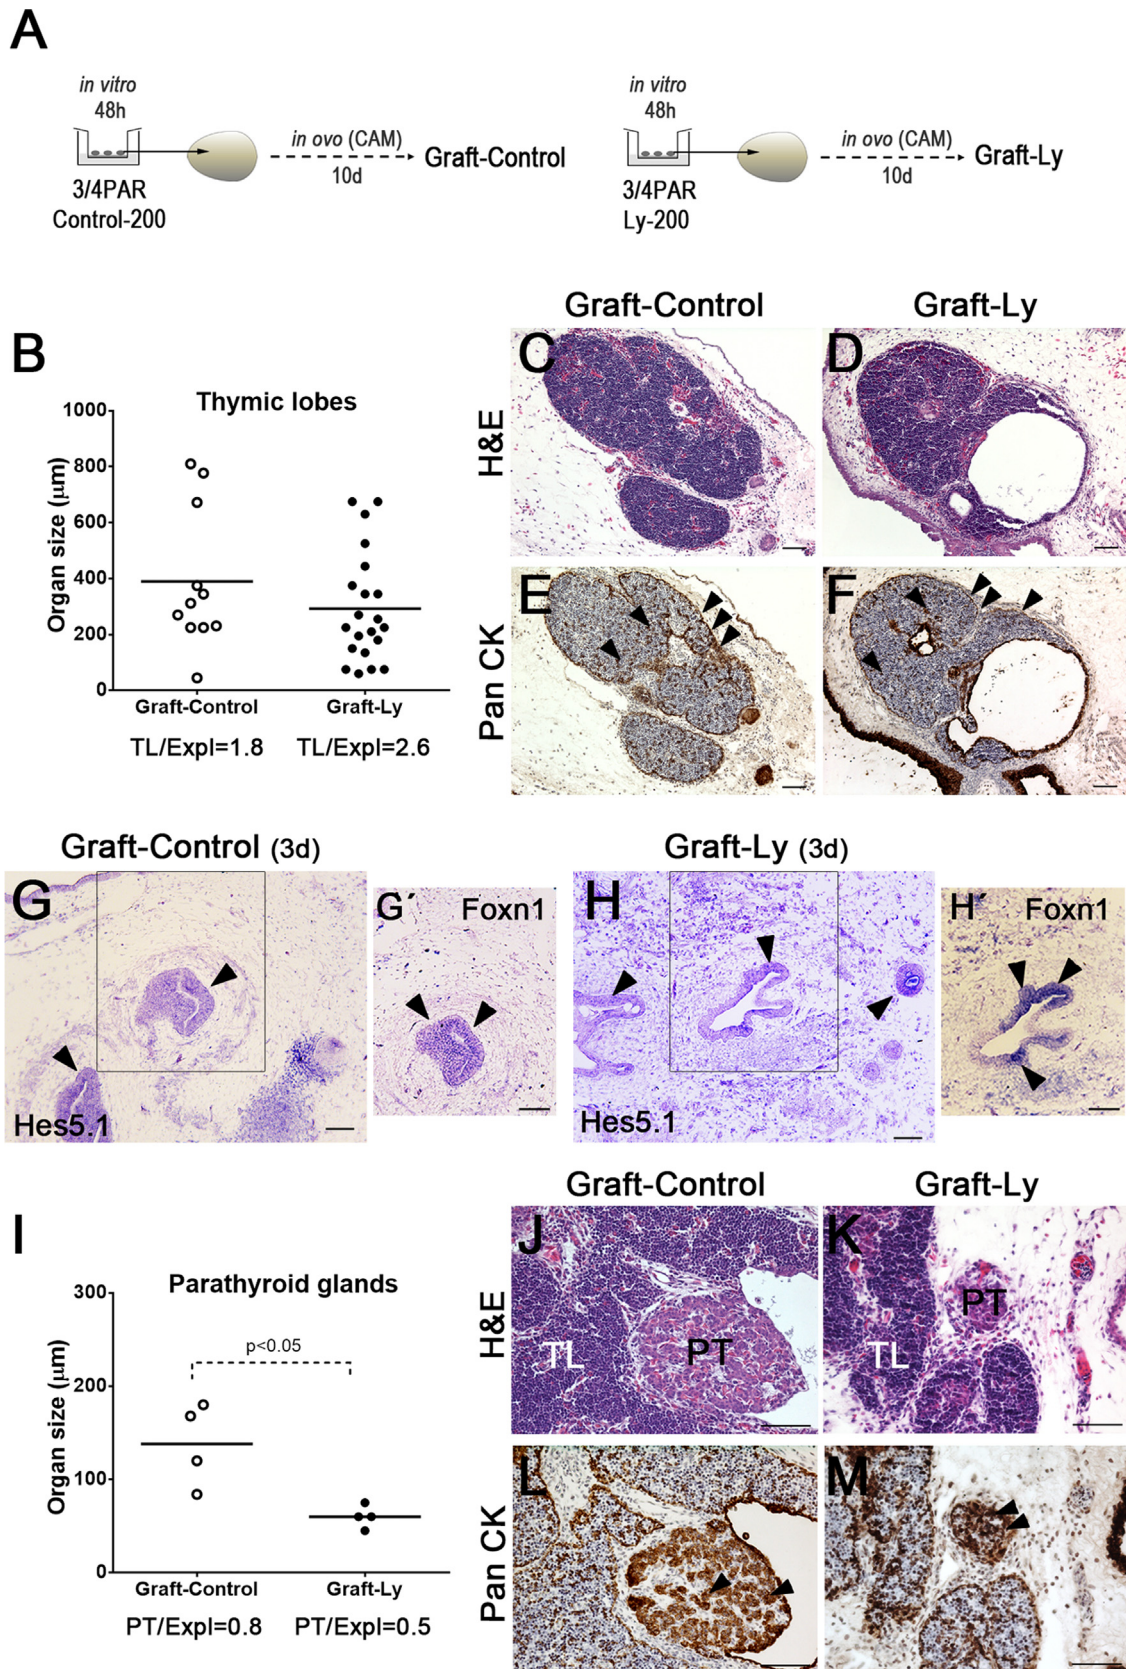 A
in vitro
48h
in ovo (CAM)
10d
Graft-Control
3/4PAR
Control-200
in vitro
48h
in ovo (CAM)
10d
Graft-Ly
3/4PAR
Ly-200
B
Thymic lobes
Organ size (µm)
1000
800
600
400
200
0
Graft-Control
Graft-Ly
TL/Expl=1.8
TL/Expl=2.6
Graft-Control
Graft-Ly
H&E
C
D
Pan CK
E
F
Graft-Control (3d)
G
Hes5.1
G´
Foxn1
Graft-Ly (3d)
H
Hes5.1
H´
Foxn1
I
Parathyroid glands
Organ size (µm)
300
200
100
0
p<0.05
Graft-Control
Graft-Ly
PT/Expl=0.8
PT/Expl=0.5
Graft-Control
Graft-Ly
H&E
J
TL
PT
K
TL
PT
Pan CK
L
M